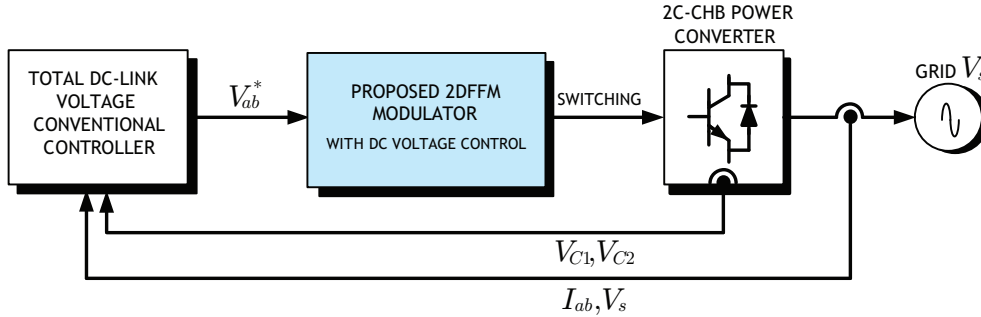 2C-CHB POWER
CONVERTER
TOTAL DC-LINK
VOLTAGE
CONVENTIONAL
CONTROLLER
V*ab
PROPOSED 2DFFM
MODULATOR
WITH DC VOLTAGE CONTROL
SWITCHING
GRID Vs
VC1,VC2
Iab,Vs